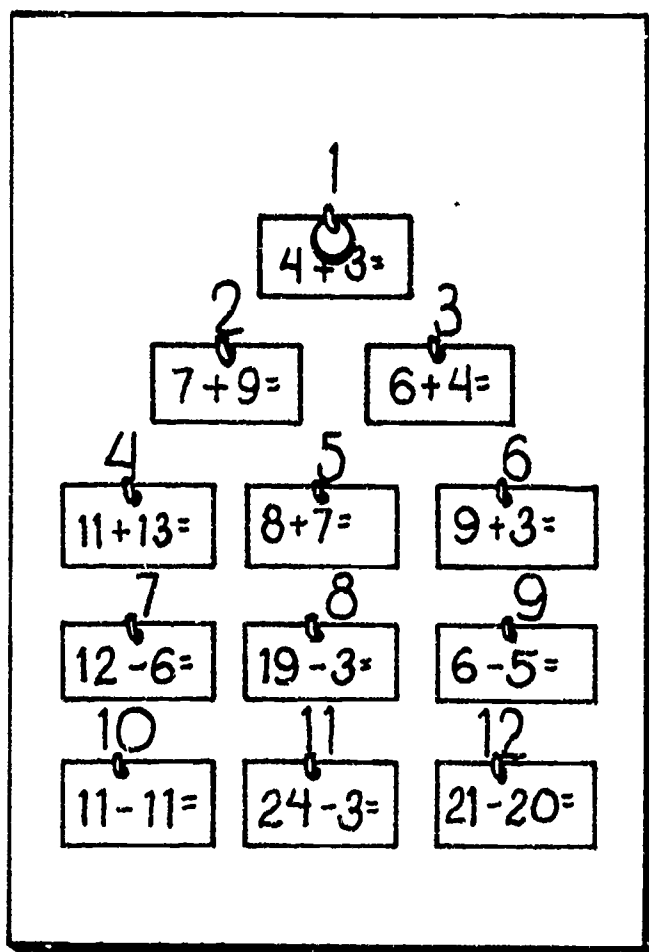 1
4+3=
2 3
7+9= 6+4=
4 5 6
11+13= 8+7= 9+3=
7 8 9
12-6= 19-3= 6-5=
10 11 12
11-11= 24-3= 21-20=